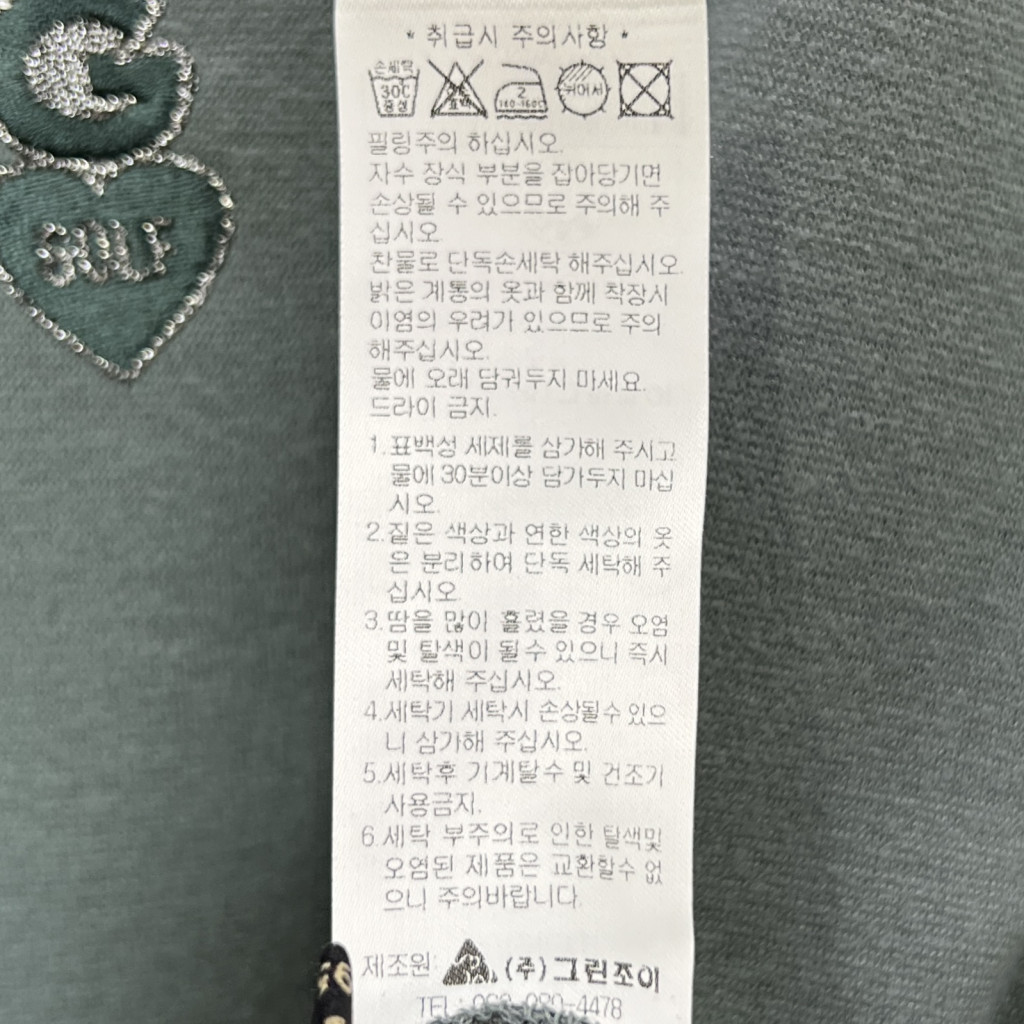 G
GOLF
* 취급시 주의사항 *
손세탁
30C
중성
표백
2
140-160C
뉘어서
필링주의 하십시오.
자수 장식 부분을 잡아당기면
손상될 수 있으므로 주의해 주
십시오
찬물로 단독손세탁 해주십시오.
밝은 계통의 옷과 함께 착장시
이염의 우려가 있으므로 주의
해주십시오.
물에 오래 담궈두지 마세요.
드라이 금지.
1.표백성 세제를 삼가해 주시고
물에 30분이상 담가두지 마십
시오.
2.짙은 색상과 연한 색상의 옷
은 분리하여 단독 세탁해 주
십시오
3.땀을 많이 흘렸을 경우 오염
및 탈색이 될수 있으니 즉시
세탁해 주십시오.
4.세탁기 세탁시 손상될수 있으
니 삼가해 주십시오.
5.세탁후 기계탈수 및 건조기
사용금지.
6.세탁 부주의로 인한 탈색및
오염된 제품은 교환할수 없
으니 주의바랍니다.
제조원: (주)그린조이
TEL: 4478